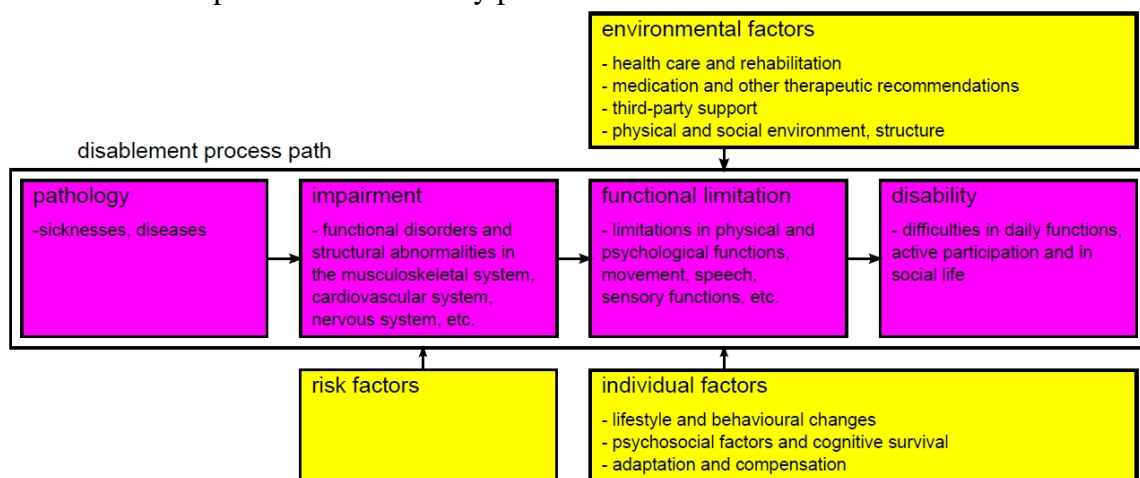 environmental factors
- health care and rehabilitation
- medication and other therapeutic recommendations
- third-party support
- physical and social environment, structure
disablement process path
pathology
-sicknesses, diseases
impairment
- functional disorders and
structural abnormalities in
the musculoskeletal system,
cardiovascular system,
nervous system, etc.
functional limitation
- limitations in physical and
psychological functions,
movement, speech,
sensory functions, etc.
disability
- difficulties in daily functions,
active participation and in
social life
risk factors
individual factors
- lifestyle and behavioural changes
- psychosocial factors and cognitive survival
- adaptation and compensation